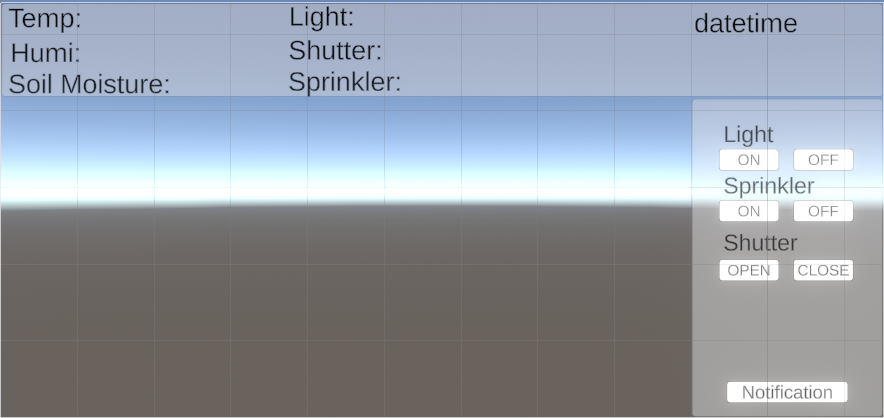 Temp:
Humi:
Soil Moisture:
Light:
Shutter:
Sprinkler:
datetime
Light
ON OFF
Sprinkler
ON OFF
Shutter
OPEN CLOSE
Notification